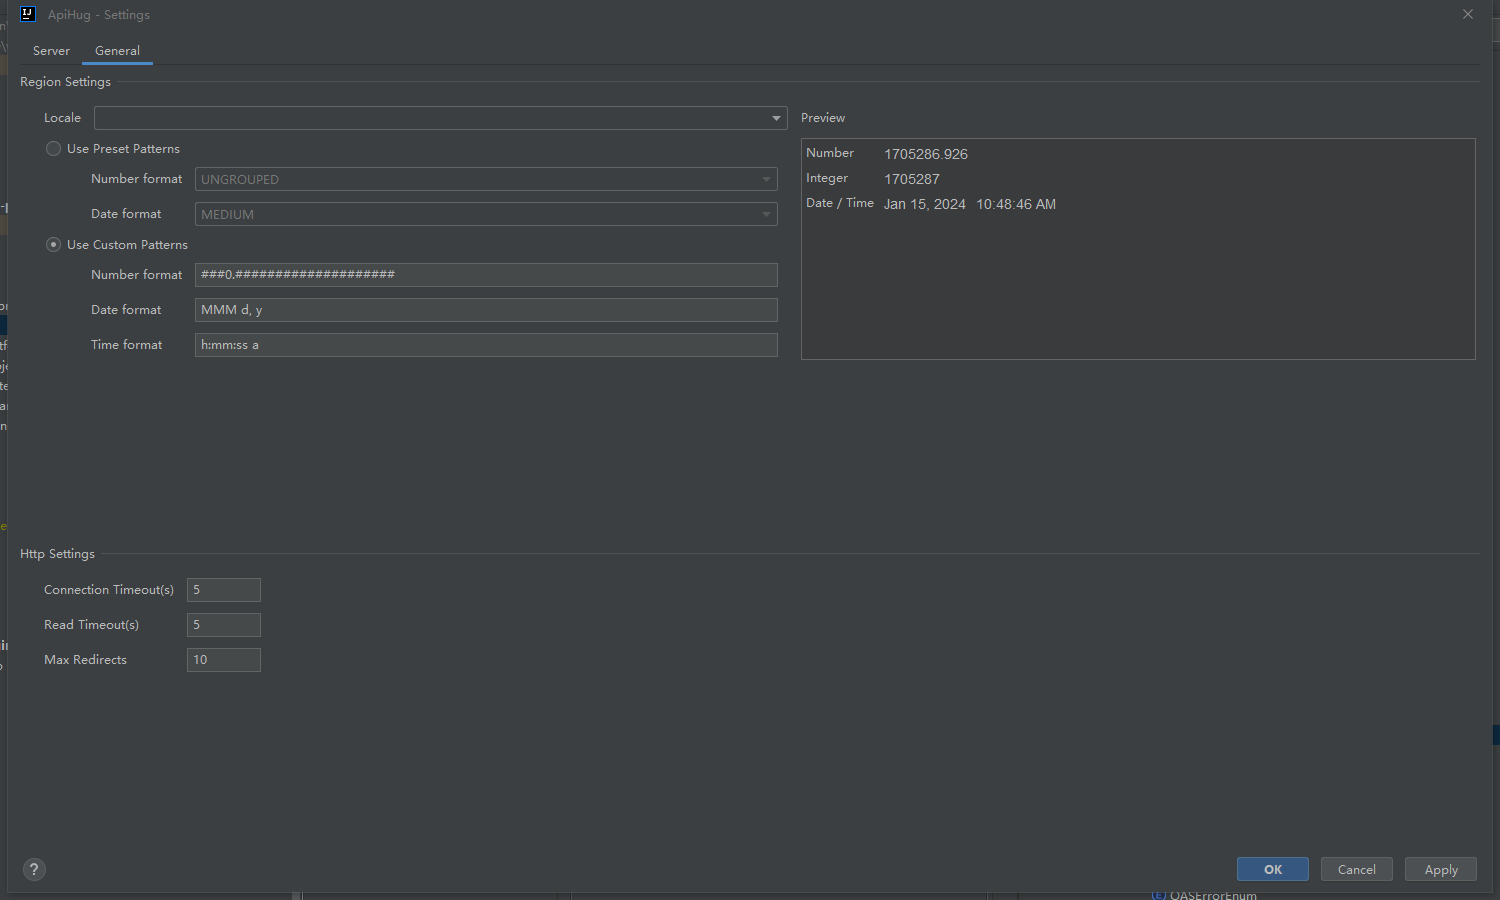 ApiHug - Settings
Server General
Region Settings
Locale
Preview
Use Preset Patterns
Number format UNGROUPED
Date format MEDIUM
Use Custom Patterns
Number format ###0.####################
Date format MMM d, y
Time format h:mm:ss a
Number 1705286.926
Integer 1705287
Date / Time Jan 15, 2024 10:48:46 AM
Http Settings
Connection Timeout(s) 5
Read Timeout(s) 5
Max Redirects 10
?
OK Cancel Apply
OASErrorEnum